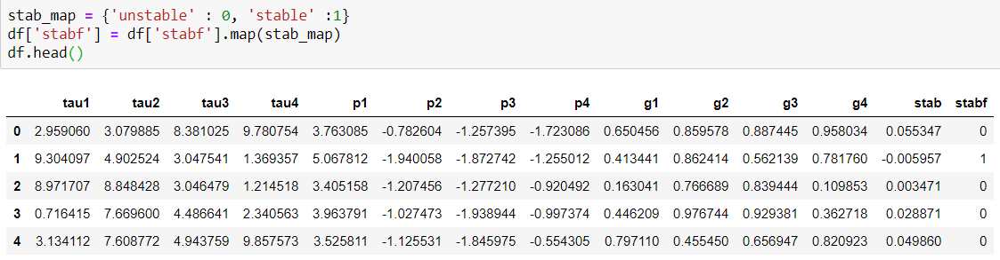 stab_map = {'unstable' : 0, 'stable' :1}
df['stabf'] = df['stabf'].map(stab_map)
df.head()
tau1 tau2 tau3 tau4 p1 p2 p3 p4 g1 g2 g3 g4 stab stabf
0 2.959060 3.079885 8.381025 9.780754 3.763085 -0.782604 -1.257395 -1.723086 0.650456 0.859578 0.887445 0.958034 0.055347 0
1 9.304097 4.902524 3.047541 1.369357 5.067812 -1.940058 -1.872742 -1.255012 0.413441 0.862414 0.562139 0.781760 -0.005957 1
2 8.971707 8.848428 3.046479 1.214518 3.405158 -1.207456 -1.277210 -0.920492 0.163041 0.766689 0.839444 0.109853 0.003471 0
3 0.716415 7.669600 4.486641 2.340563 3.963791 -1.027473 -1.938944 -0.997374 0.446209 0.976744 0.929381 0.362718 0.028871 0
4 3.134112 7.608772 4.943759 9.857573 3.525811 -1.125531 -1.845975 -0.554305 0.797110 0.455450 0.656947 0.820923 0.049860 0